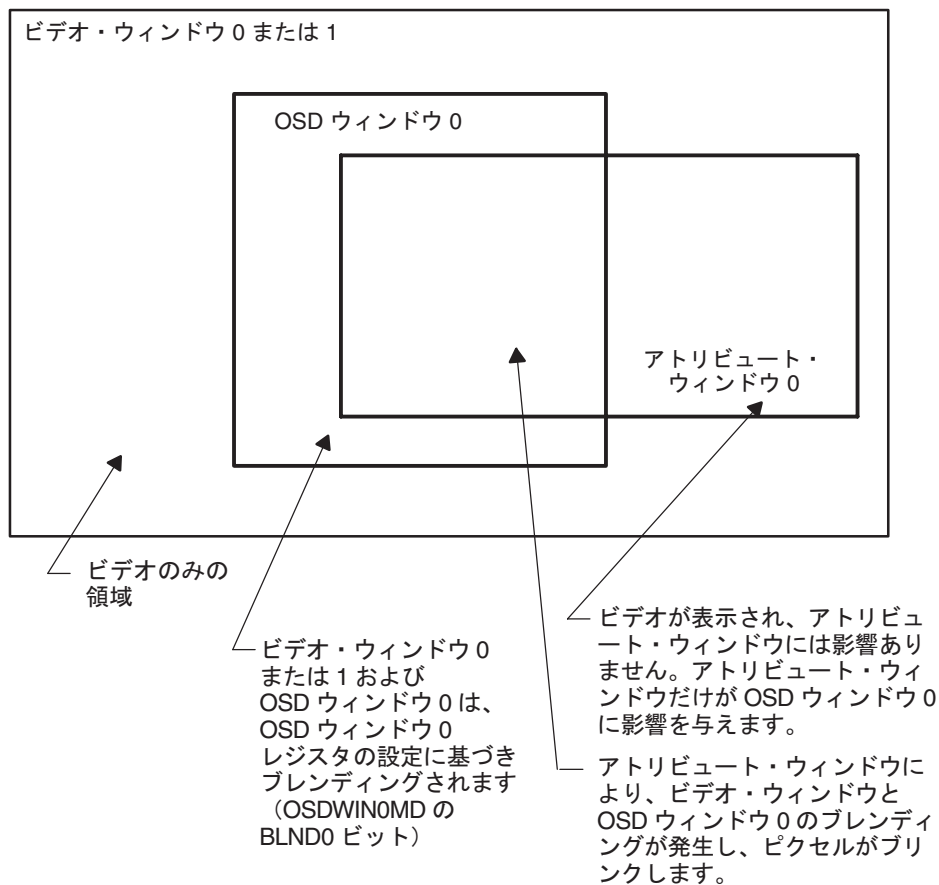 ビデオ・ウィンドウ 0 または 1
OSD ウィンドウ 0
アトリビュート・
ウィンドウ 0
ビデオのみの
領域
ビデオ・ウィンドウ 0
または 1 および
OSD ウィンドウ 0 は、
OSD ウィンドウ 0
レジスタの設定に基づき
ブレンディングされます
（OSDWIN0MD の
BLND0 ビット）
ビデオが表示され、アトリビュ
ート・ウィンドウには影響あり
ません。アトリビュート・ウィ
ンドウだけが OSD ウィンドウ 0
に影響を与えます。
アトリビュート・ウィンドウに
より、ビデオ・ウィンドウと
OSD ウィンドウ 0 のブレンディ
ングが発生し、ピクセルがブリ
ンクします。